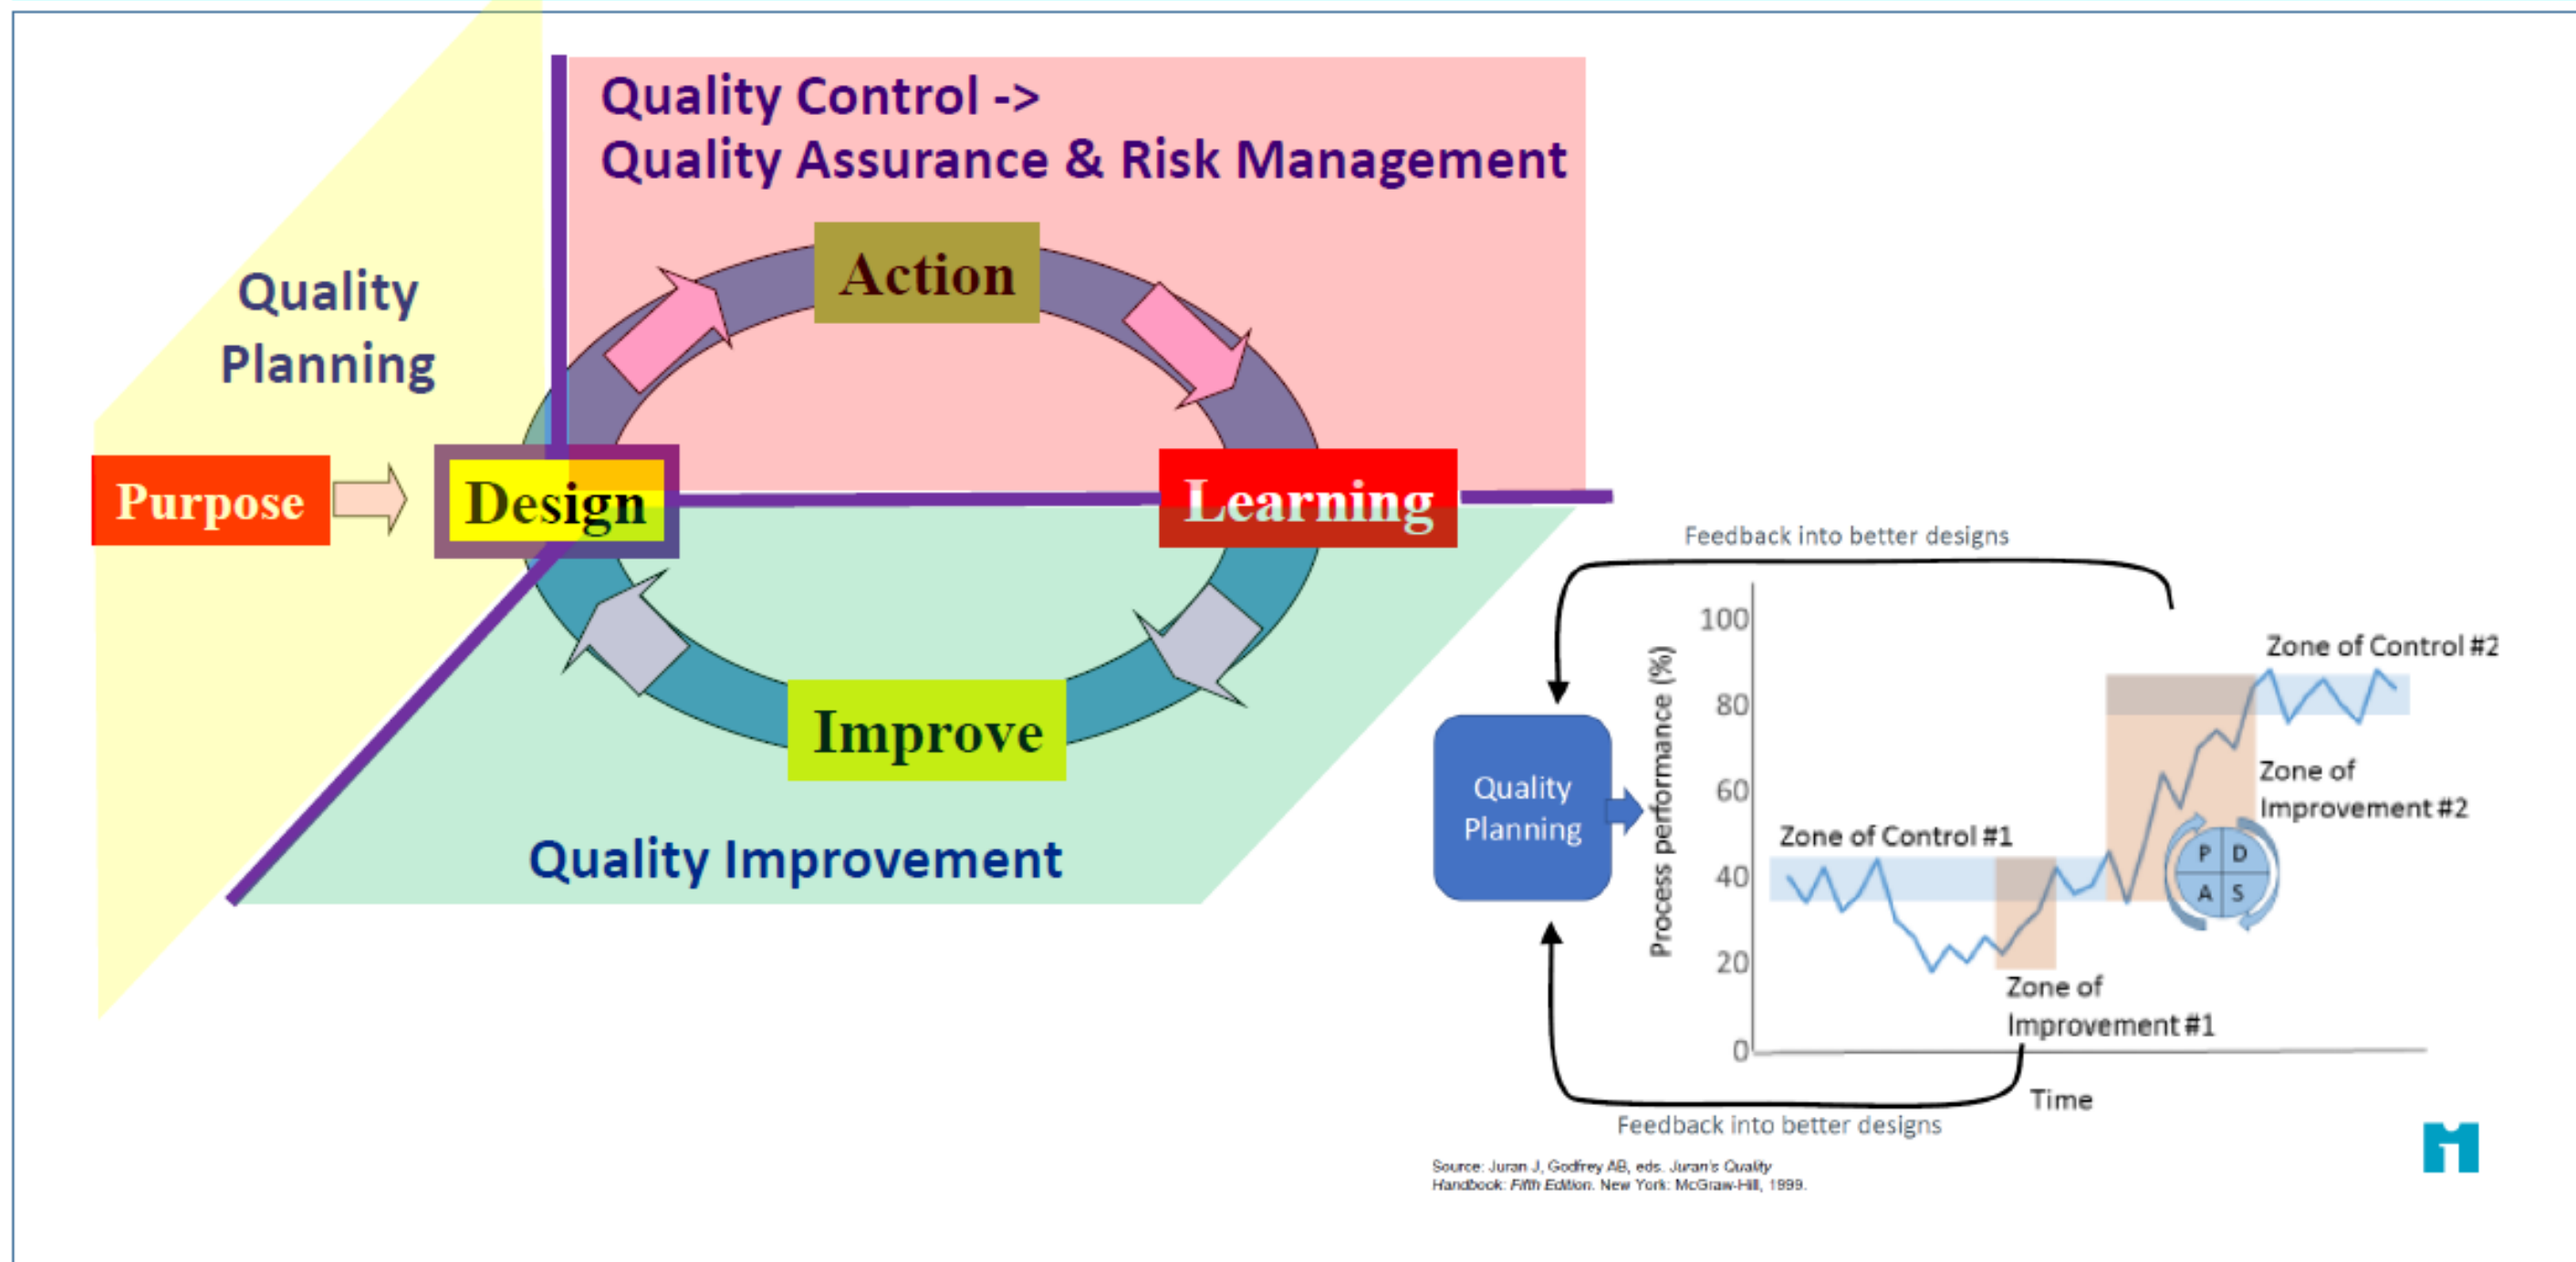 Quality Control ->
Quality Assurance & Risk Management
Quality
Planning
Action
Purpose
Design
Learning
Improve
Quality Improvement
Feedback into better designs
Quality
Planning
Process performance (%)
100
80
60
40
20
0
Zone of Control #2
Zone of
Improvement #2
Zone of Control #1
P D
A S
Zone of
Improvement #1
Time
Feedback into better designs
Source: Juran J, Godfrey AB, eds. Juran's Quality
Handbook: Fifth Edition. New York: McGraw-Hill, 1999.